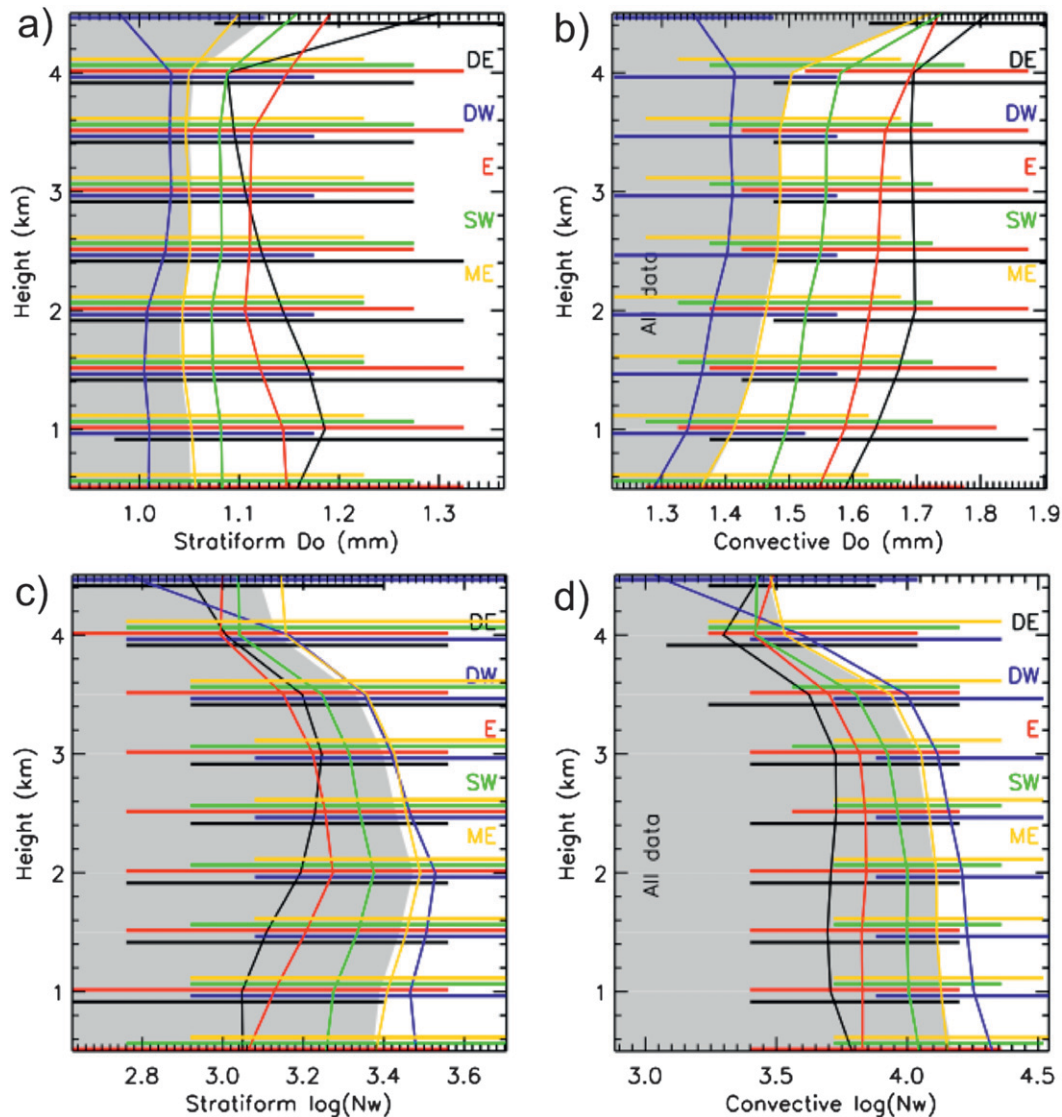 a)
DE
DW
E
SW
ME
4
3
2
1
Height (km)
1.0 1.1 1.2 1.3
Stratiform Do (mm)
b)
DE
DW
E
SW
ME
4
3
2
1
Height (km)
All data
1.3 1.4 1.5 1.6 1.7 1.8 1.9
Convective Do (mm)
c)
DE
DW
E
SW
ME
4
3
2
1
Height (km)
2.8 3.0 3.2 3.4 3.6
Stratiform log(Nw)
d)
DE
DW
E
SW
ME
4
3
2
1
Height (km)
All data
3.0 3.5 4.0 4.5
Convective log(Nw)